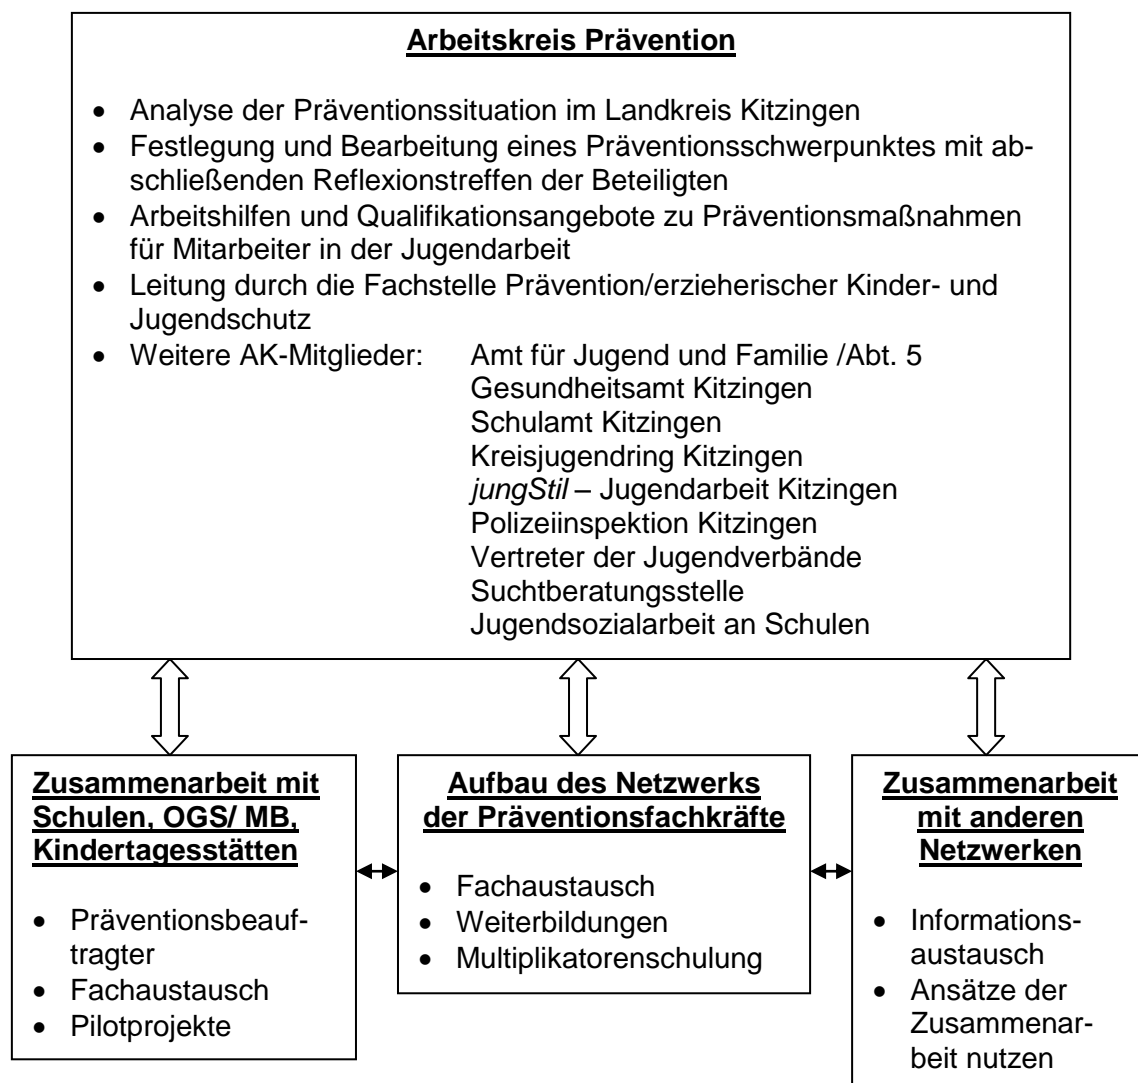 Arbeitskreis Prävention
• Analyse der Präventionssituation im Landkreis Kitzingen
• Festlegung und Bearbeitung eines Präventionsschwerpunktes mit ab-
schließenden Reflexionstreffen der Beteiligten
• Arbeitshilfen und Qualifikationsangebote zu Präventionsmaßnahmen
für Mitarbeiter in der Jugendarbeit
• Leitung durch die Fachstelle Prävention/erzieherischer Kinder- und
Jugendschutz
• Weitere AK-Mitglieder: Amt für Jugend und Familie /Abt. 5
Gesundheitsamt Kitzingen
Schulamt Kitzingen
Kreisjugendring Kitzingen
jungStil – Jugendarbeit Kitzingen
Polizeiinspektion Kitzingen
Vertreter der Jugendverbände
Suchtberatungsstelle
Jugendsozialarbeit an Schulen
Zusammenarbeit mit
Schulen, OGS/ MB,
Kindertagesstätten
• Präventionsbeauf-
tragter
• Fachaustausch
• Pilotprojekte
Aufbau des Netzwerks
der Präventionsfachkräfte
• Fachaustausch
• Weiterbildungen
• Multiplikatorenschulung
Zusammenarbeit
mit anderen
Netzwerken
• Informations-
austausch
• Ansätze der
Zusammenar-
beit nutzen